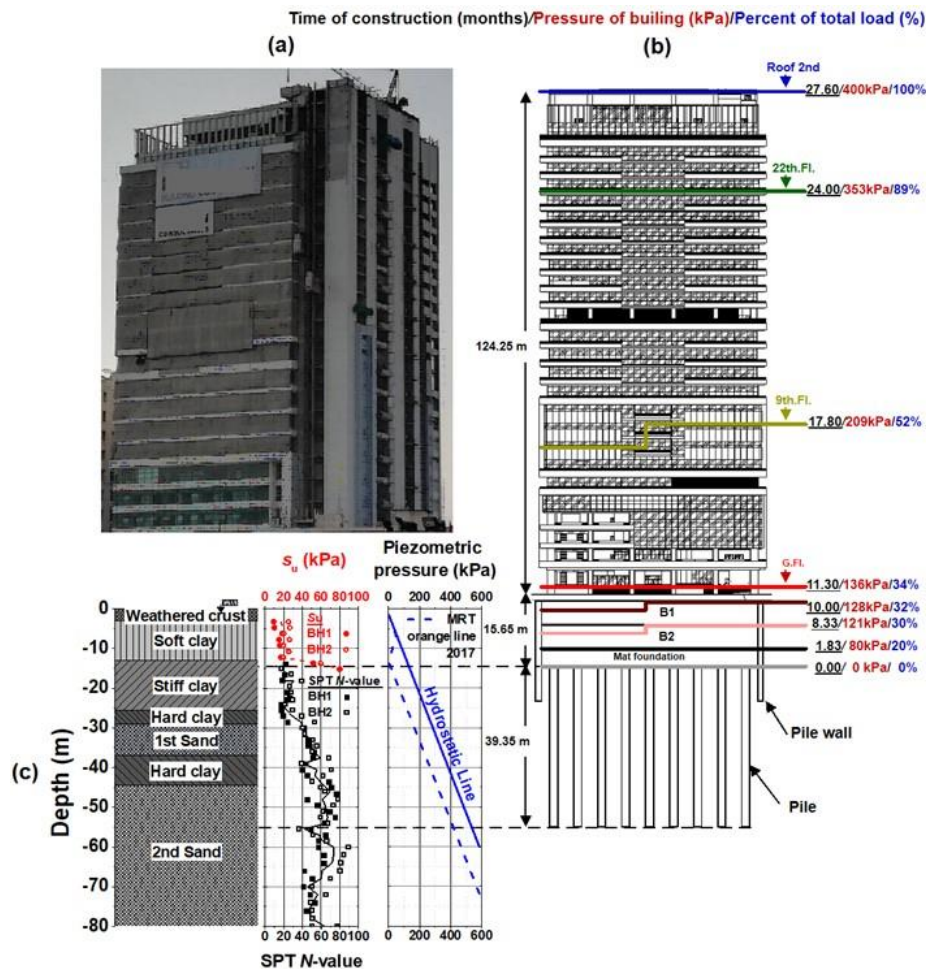 Time of construction (months)/Pressure of builing (kPa)/Percent of total load (%)
(a)
(b)
Roof 2nd
27.60/400kPa/100%
22th.Fl.
24.00/353kPa/89%
124.25 m
9th.Fl.
17.80/209kPa/52%
G.Fl.
11.30/136kPa/34%
10.00/128kPa/32%
8.33/121kPa/30%
1.83/ 80kPa/20%
0.00/ 0 kPa/ 0%
B1
B2
Mat foundation
15.65 m
39.35 m
Pile wall
Pile
(c)
su (kPa)
0 20 40 60 80 100
Piezometric
pressure (kPa)
0 200 400 600
Depth (m)
0
-10
-20
-30
-40
-50
-60
-70
-80
Weathered crust
Soft clay
Stiff clay
Hard clay
1st Sand
Hard clay
2nd Sand
Su
BH1
BH2
SPT N-value
BH1
BH2
MRT
orange line
2017
Hydrostatic Line
0 20 40 60 80 100
0 200 400 600
SPT N-value